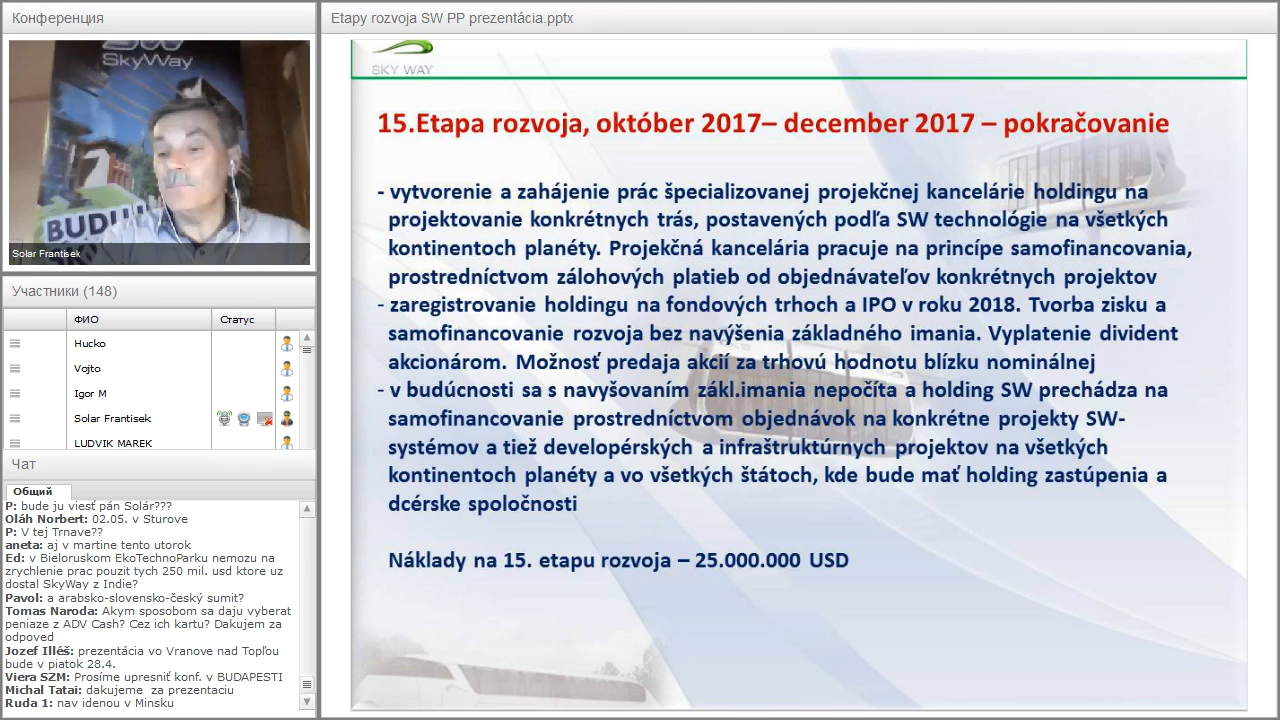 Конференция
SW
SkyWay
BUDU
Solar Frantisek
Участники (148)
ФИО
Статус
Hucko
Vojto
Igor M
Solar Frantisek
LUDVIK MAREK
Чат
Общий
P: bude ju viesť pán Solár???
Oláh Norbert: 02.05. v Sturove
P: V tej Trnave??
aneta: aj v martine tento utorok
Ed: v Bieloruskom EkoTechnoParku nemozu na
zrychlenie prac pouzit tych 250 mil. usd ktore uz
dostal SkyWay z Indie?
Pavol: a arabsko-slovensko-český sumit?
Tomas Naroda: Akym sposobom sa daju vyberat
peniaze z ADV Cash? Cez ich kartu? Dakujem za
odpoved
Jozef Illéš: prezentácia vo Vranove nad Topľou
bude v piatok 28.4.
Viera SZM: Prosíme upresniť konf. v BUDAPESTI
Michal Tatai: dakujeme za prezentaciu
Ruda 1: nav idenou v Minsku
Etapy rozvoja SW PP prezentácia.pptx
SKY WAY
15.Etapa rozvoja, október 2017– december 2017 – pokračovanie
- vytvorenie a zahájenie prác špecializovanej projekčnej kancelárie holdingu na
projektovanie konkrétnych trás, postavených podľa SW technológie na všetkých
kontinentoch planéty. Projekčná kancelária pracuje na princípe samofinancovania,
prostredníctvom zálohových platieb od objednávateľov konkrétnych projektov
- zaregistrovanie holdingu na fondových trhoch a IPO v roku 2018. Tvorba zisku a
samofinancovanie rozvoja bez navýšenia základného imania. Vyplatenie divident
akcionárom. Možnosť predaja akcií za trhovú hodnotu blízku nominálnej
- v budúcnosti sa s navyšovaním zákl.imania nepočíta a holding SW prechádza na
samofinancovanie prostredníctvom objednávok na konkrétne projekty SW-
systémov a tiež developérských a infraštruktúrnych projektov na všetkých
kontinentoch planéty a vo všetkých štátoch, kde bude mať holding zastúpenia a
dcérske spoločnosti
Náklady na 15. etapu rozvoja – 25.000.000 USD